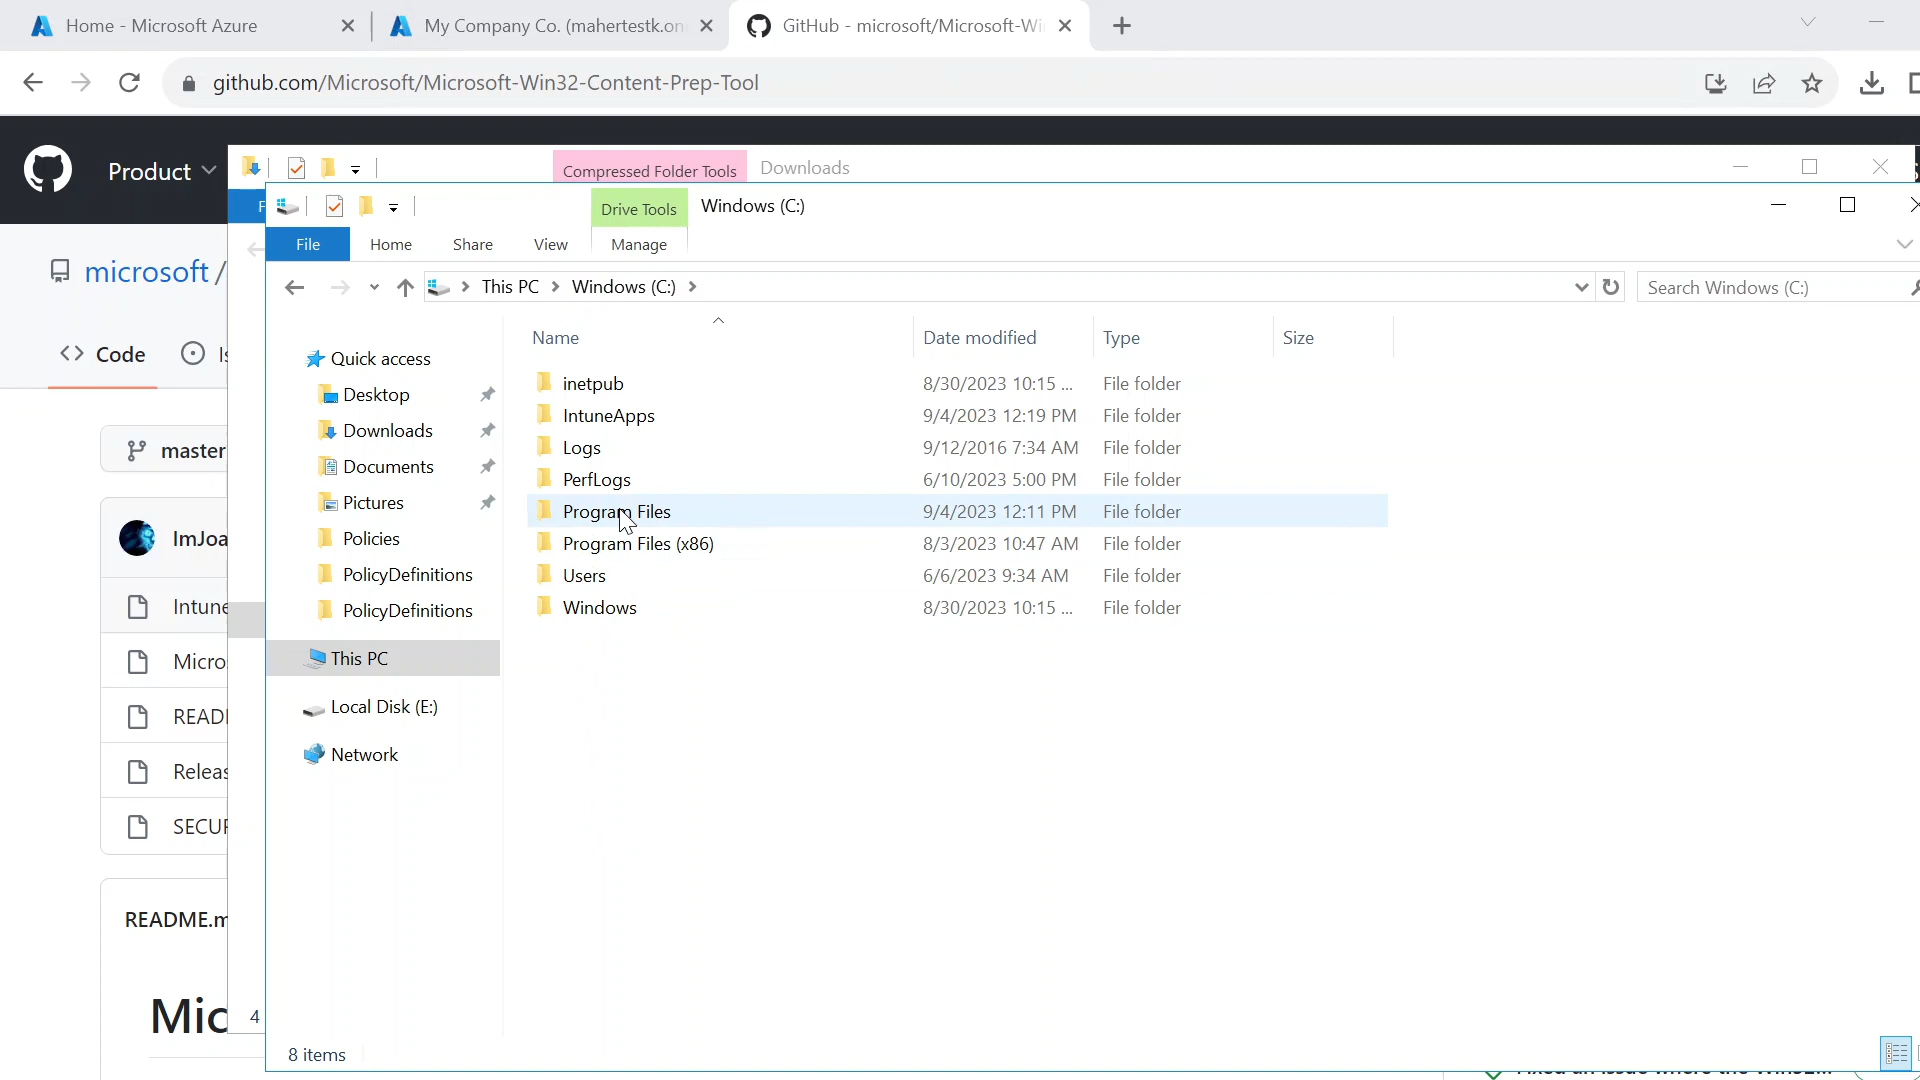 Home - Microsoft Azure
My Company Co. (mahertestk.on
GitHub - microsoft/Microsoft-Wi
github.com/Microsoft/Microsoft-Win32-Content-Prep-Tool
Product
Compressed Folder Tools
Downloads
Drive Tools
Windows (C:)
File
Home
Share
View
Manage
This PC
Windows (C:)
Search Windows (C:)
microsoft /
Code
master
ImJoa
Intune
Micro
READ
Releas
SECUR
README.m
Mic
4
Quick access
Desktop
Downloads
Documents
Pictures
Policies
PolicyDefinitions
PolicyDefinitions
This PC
Local Disk (E:)
Network
Name Date modified Type Size
inetpub 8/30/2023 10:15 ... File folder
IntuneApps 9/4/2023 12:19 PM File folder
Logs 9/12/2016 7:34 AM File folder
PerfLogs 6/10/2023 5:00 PM File folder
Program Files 9/4/2023 12:11 PM File folder
Program Files (x86) 8/3/2023 10:47 AM File folder
Users 6/6/2023 9:34 AM File folder
Windows 8/30/2023 10:15 ... File folder
8 items